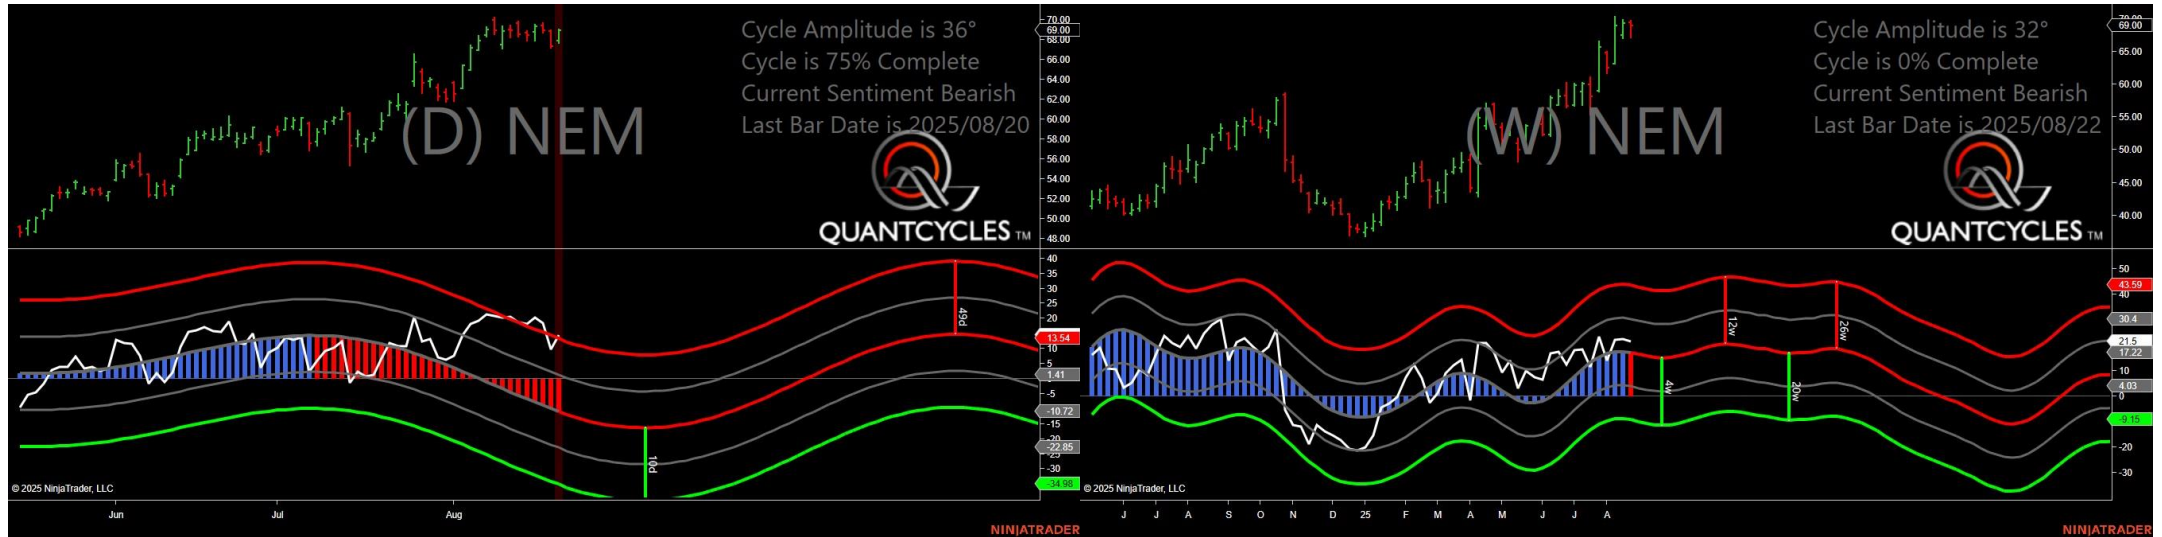 Cycle Amplitude is 36°
Cycle is 75% Complete
Current Sentiment Bearish
Last Bar Date is 2025/08/20
(D) NEM
QUANTCYCLES TM
70.00
69.00
68.00
66.00
64.00
62.00
60.00
58.00
56.00
54.00
52.00
50.00
48.00
40
35
30
25
20
13.54
10
5
1.41
-5
-10.72
-15
-20
-22.85
-25
-30
-34.98
49d
10d
© 2025 NinjaTrader, LLC
Jun
Jul
Aug
NINJATRADER
Cycle Amplitude is 32°
Cycle is 0% Complete
Current Sentiment Bearish
Last Bar Date is 2025/08/22
(W) NEM
QUANTCYCLES TM
70.00
69.00
65.00
60.00
55.00
50.00
45.00
40.00
50
43.59
40
30.4
21.5
17.22
10
4.03
0
-9.15
-20
-30
12w
26w
4w
20w
© 2025 NinjaTrader, LLC
J
J
A
S
O
N
D
25
F
M
A
M
J
J
A
NINJATRADER